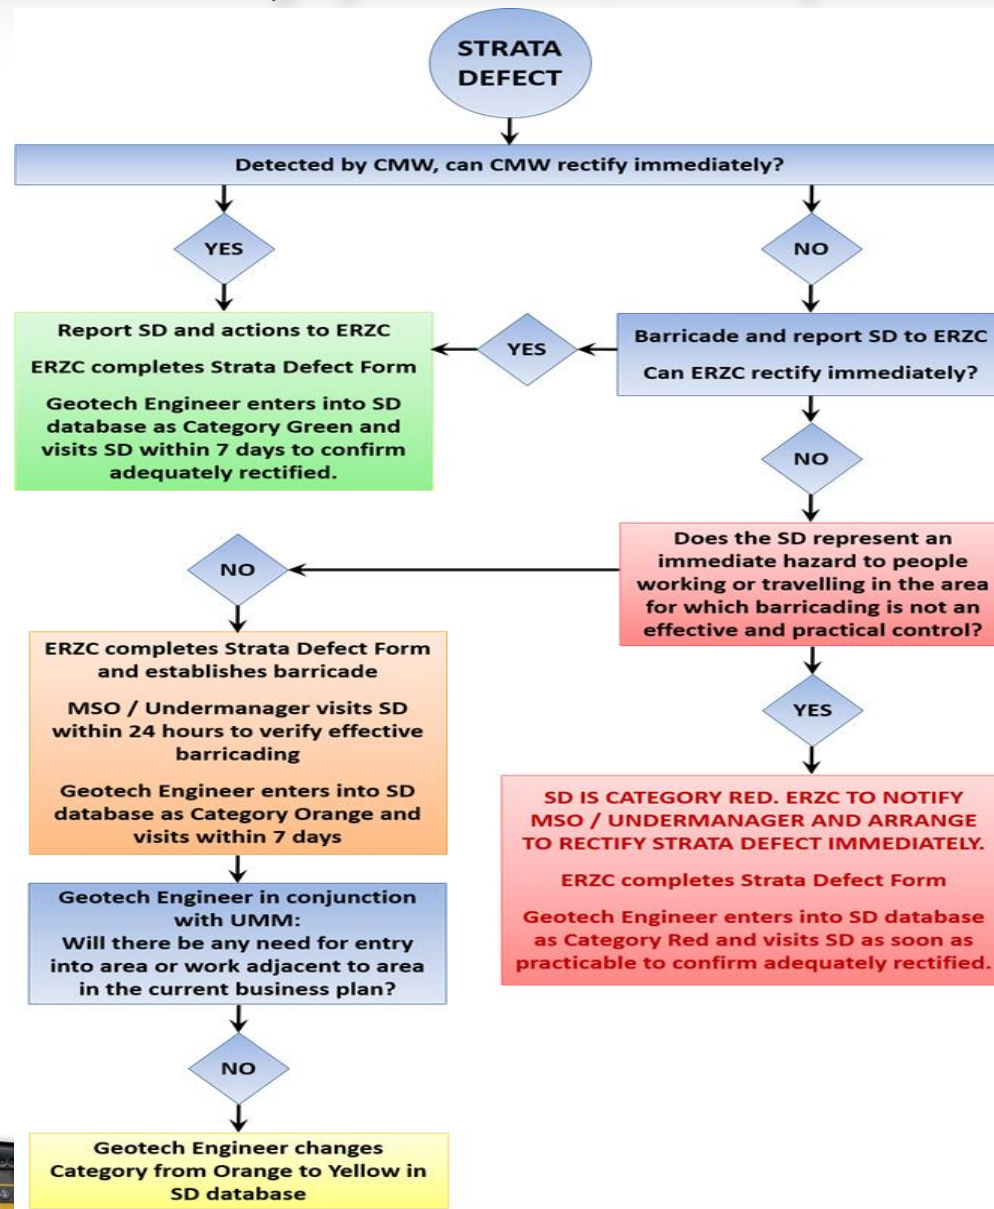 STRATA
DEFECT
Detected by CMW, can CMW rectify immediately?
YES
NO
Report SD and actions to ERZC
ERZC completes Strata Defect Form
Geotech Engineer enters into SD
database as Category Green and
visits SD within 7 days to confirm
adequately rectified.
YES
Barricade and report SD to ERZC
Can ERZC rectify immediately?
NO
Does the SD represent an
immediate hazard to people
working or travelling in the area
for which barricading is not an
effective and practical control?
NO
ERZC completes Strata Defect Form
and establishes barricade
MSO / Undermanager visits SD
within 24 hours to verify effective
barricading
Geotech Engineer enters into SD
database as Category Orange and
visits within 7 days
YES
SD IS CATEGORY RED. ERZC TO NOTIFY
MSO / UNDERMANAGER AND ARRANGE
TO RECTIFY STRATA DEFECT IMMEDIATELY.
ERZC completes Strata Defect Form
Geotech Engineer enters into SD database
as Category Red and visits SD as soon as
practicable to confirm adequately rectified.
Geotech Engineer in conjunction
with UMM:
Will there be any need for entry
into area or work adjacent to area
in the current business plan?
NO
Geotech Engineer changes
Category from Orange to Yellow in
SD database